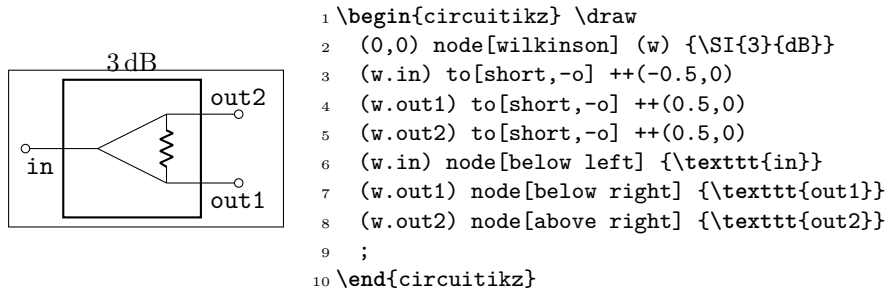 3 dB
out2
in
out1
1 \begin{circuitikz} \draw
2 (0,0) node[wilkinson] (w) {\SI{3}{dB}}
3 (w.in) to[short,-o] ++(-0.5,0)
4 (w.out1) to[short,-o] ++(0.5,0)
5 (w.out2) to[short,-o] ++(0.5,0)
6 (w.in) node[below left] {\texttt{in}}
7 (w.out1) node[below right] {\texttt{out1}}
8 (w.out2) node[above right] {\texttt{out2}}
9 ;
10 \end{circuitikz}